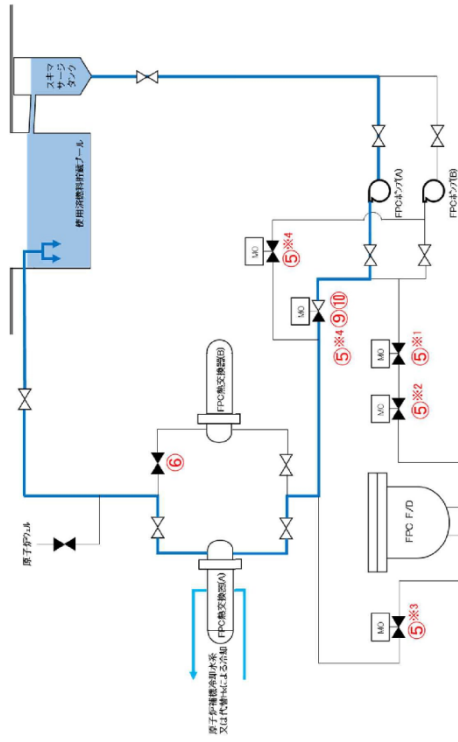 スキマ
サージ
タンク
使用済燃料貯蔵プール
原子炉ウェル
FPC熱交換器(B)
⑥
FPC熱交換器(A)
原子炉補機冷却水系
又は代替Hxによる冷却
MO
⑤※4
MO
⑤※4 ⑨⑩
FPCポンプ(A)
FPCポンプ(B)
MO
⑤※1
MO
⑤※2
FPC F/D
MO
⑤※3